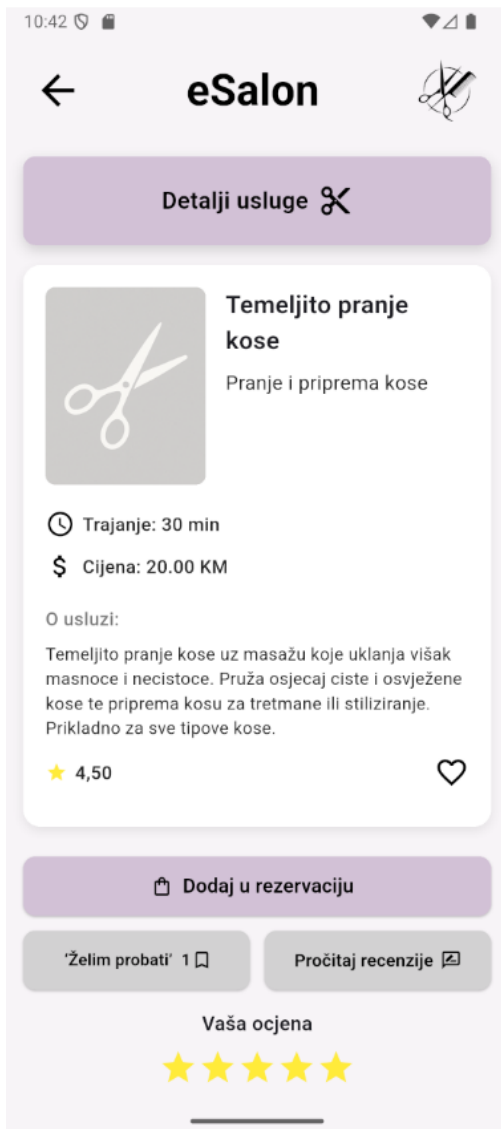 10:42
eSalon
Detalji usluge
Temeljito pranje
kose
Pranje i priprema kose
Trajanje: 30 min
$ Cijena: 20.00 KM
O usluzi:
Temeljito pranje kose uz masažu koje uklanja višak
masnoce i necistoce. Pruža osjecaj ciste i osvježene
kose te priprema kosu za tretmane ili stiliziranje.
Prikladno za sve tipove kose.
4,50
Dodaj u rezervaciju
'Želim probati' 1
Pročitaj recenzije
Vaša ocjena